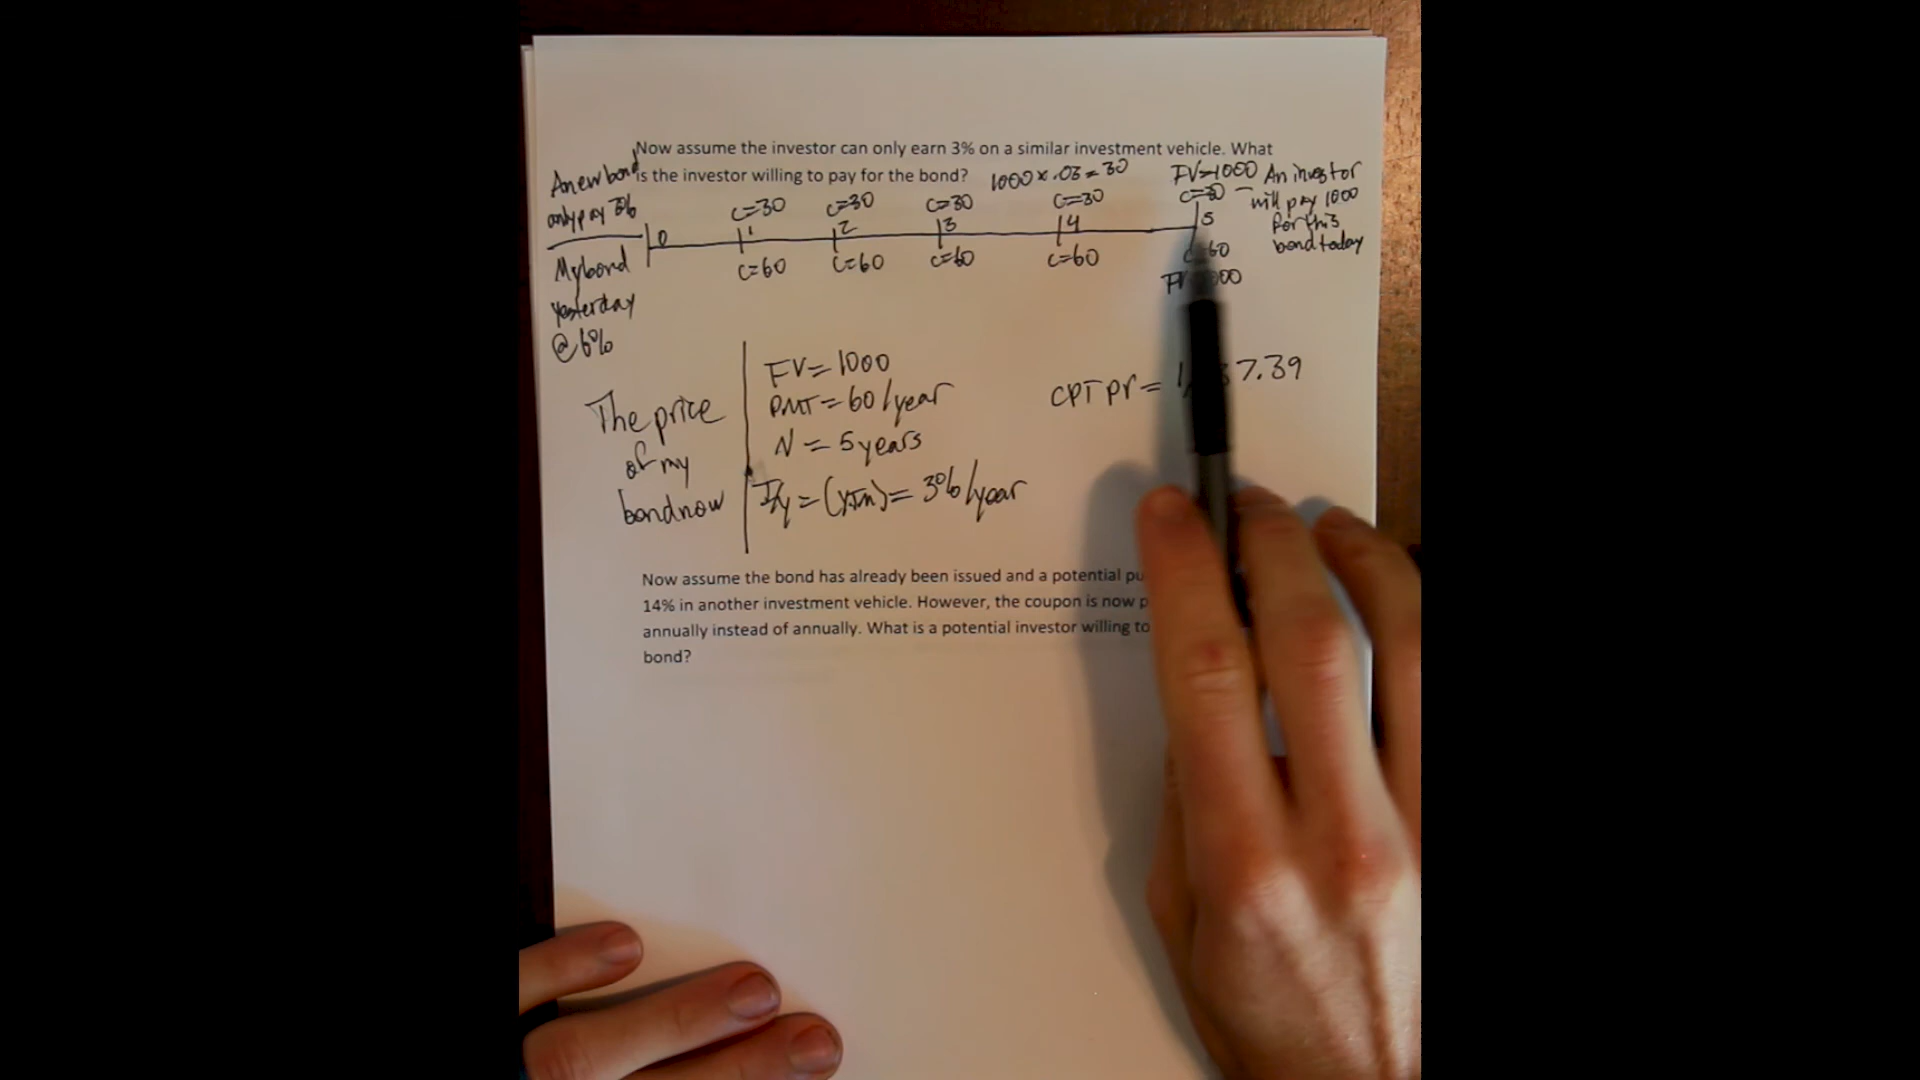 Now assume the investor can only earn 3% on a similar investment vehicle. What
is the investor willing to pay for the bond? 1000 x .03 = 30
A new bond
only pay 3%
FV=1000 An investor
will pay 1000
for this
bond today
C=30 C=30 C=30 C=30 C=30
0 1 2 3 4 5
C=60 C=60 C=60 C=60 C=60
My bond
yesterday
@ 6%
The price
of my
bond now
FV = 1000
PMT = 60/year
N = 5 years
I/y = (YTM) = 3%/year
CPT PV = 7.39
Now assume the bond has already been issued and a potential
14% in another investment vehicle. However, the coupon is now
annually instead of annually. What is a potential investor willing to
bond?